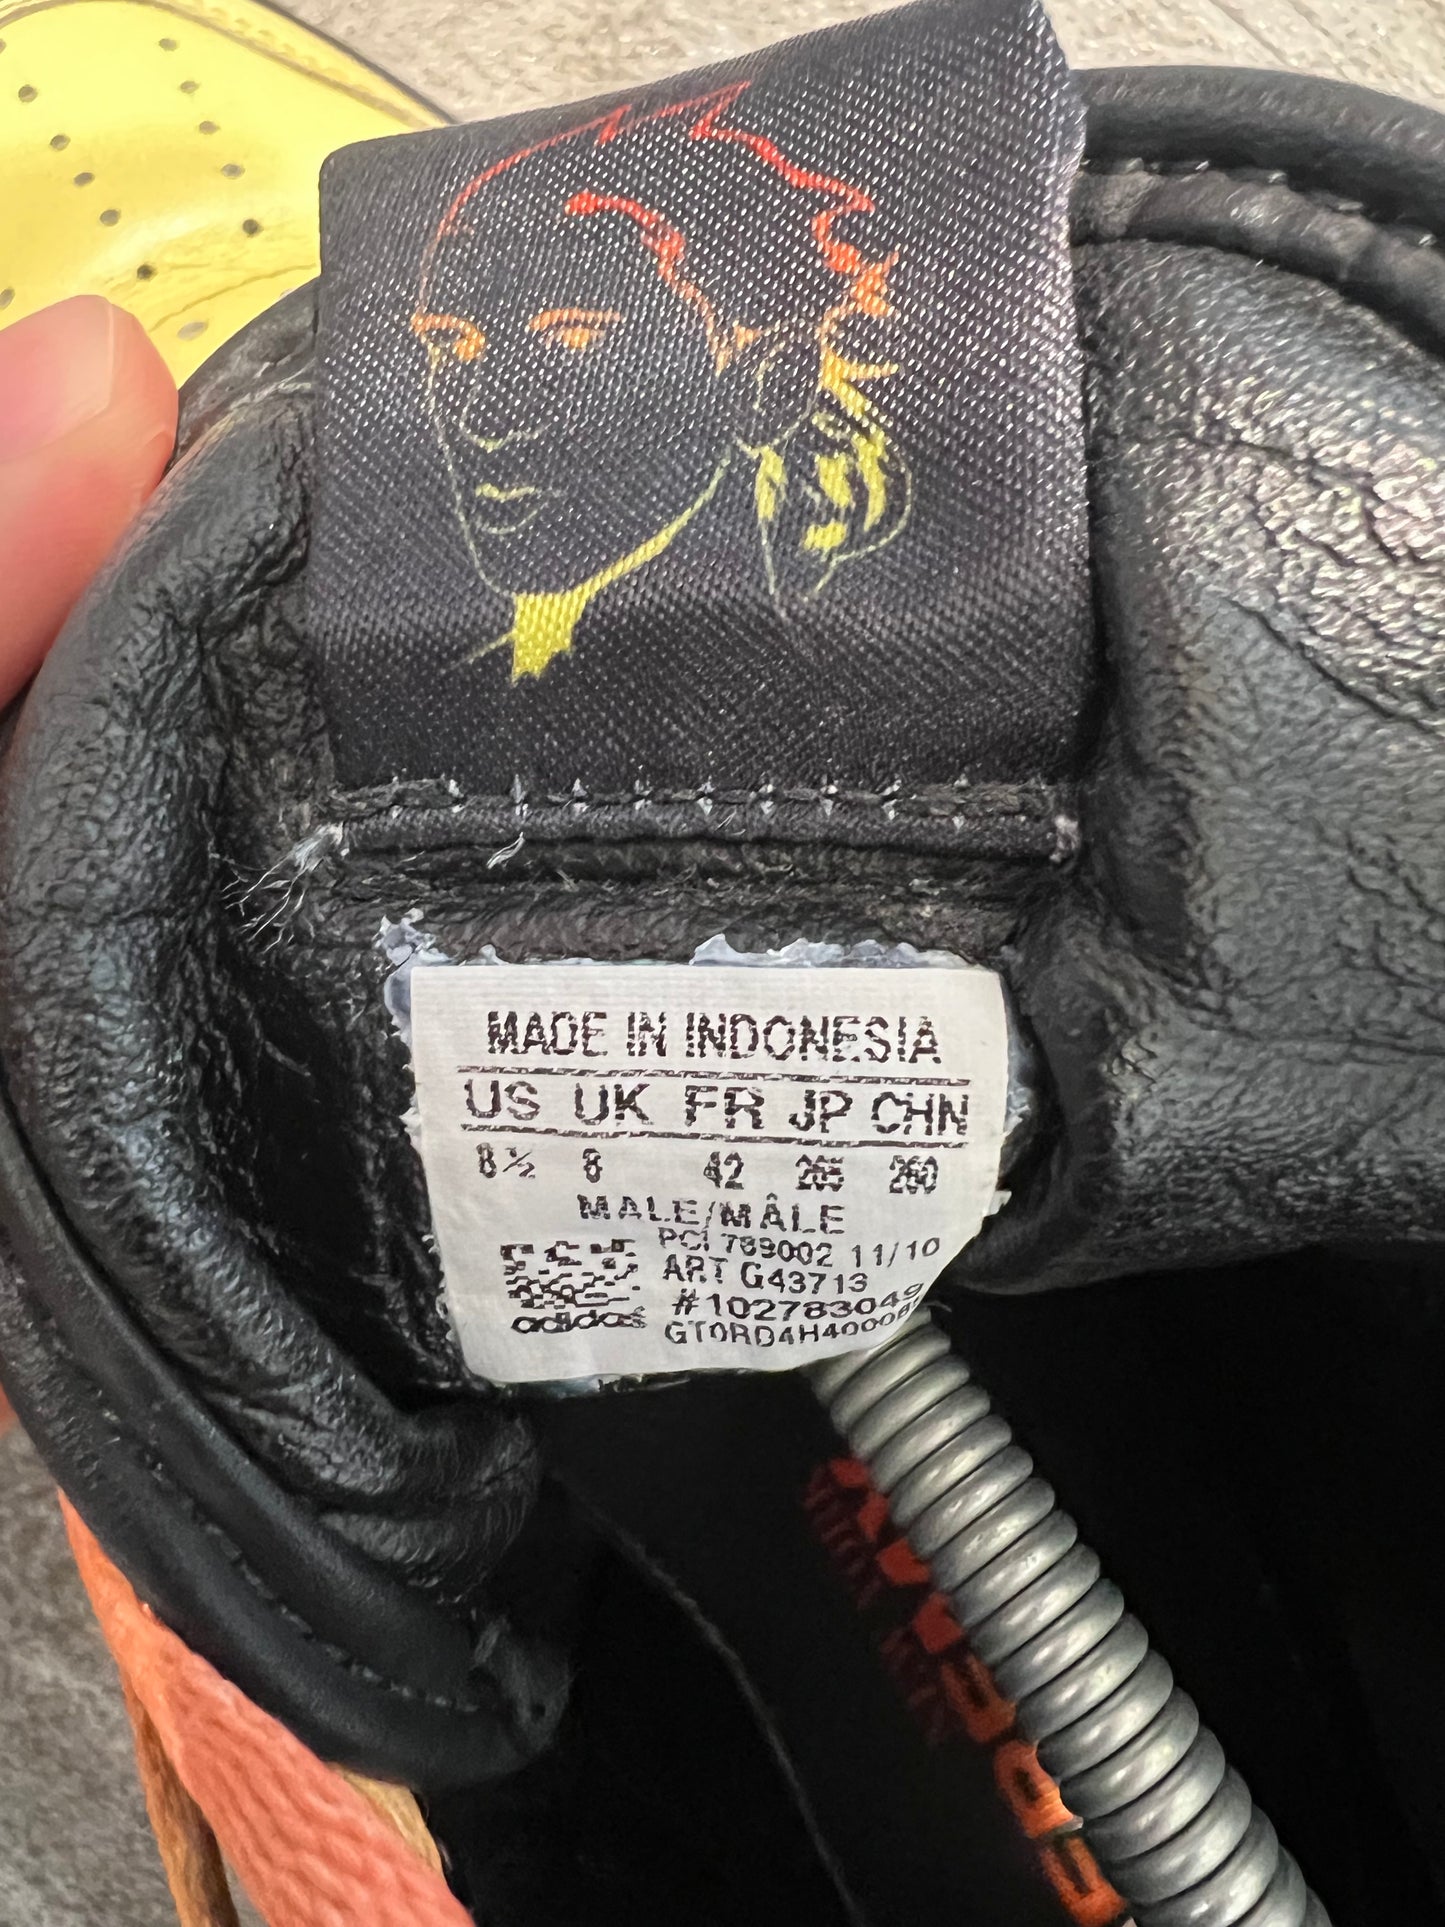 MADE IN INDONESIA
US UK FR JP CHN
8½ 8 42 265 260
MALE/MÂLE
PCI 789002 11/10
ART G43713
#102783049
adidas